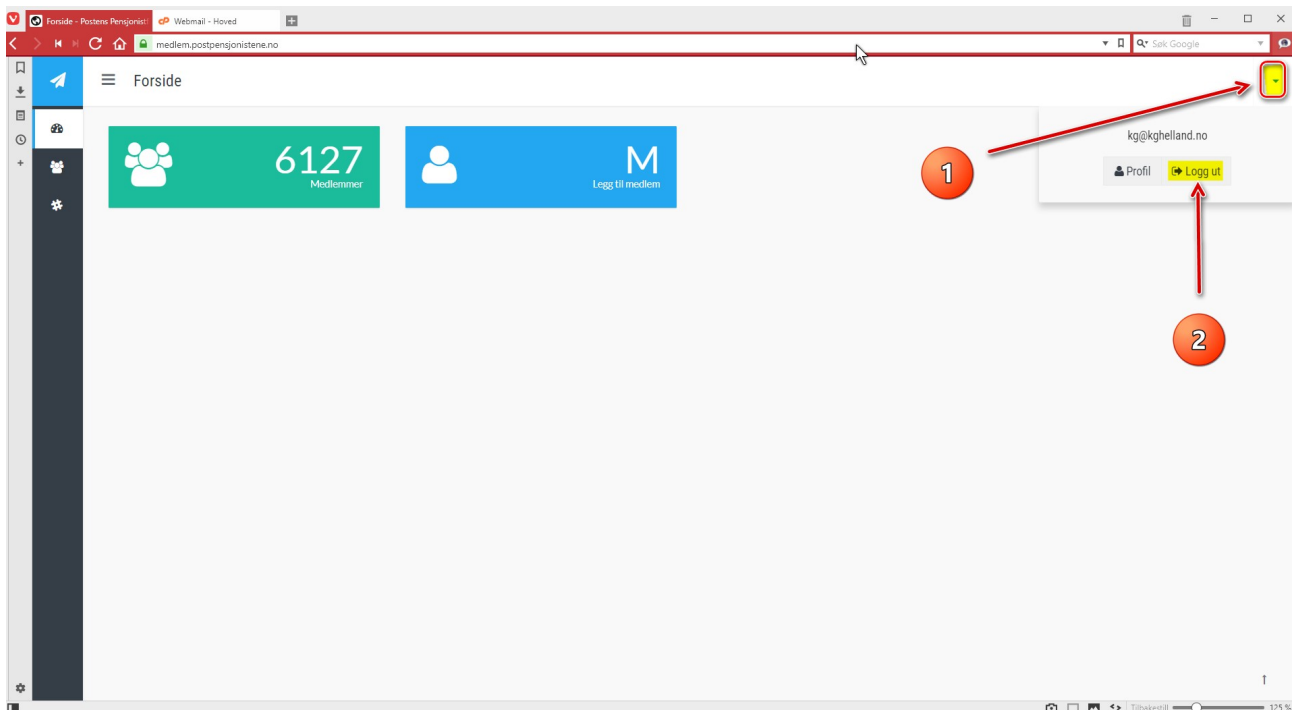 Forside - Postens Pensjonist
Webmail - Hoved
medlem.postpensjonistene.no
Søk Google
Forside
6127
Medlemmer
M
Legg til medlem
kg@kghelland.no
Profil
Logg ut
1
2
Tilbakestill
125 %